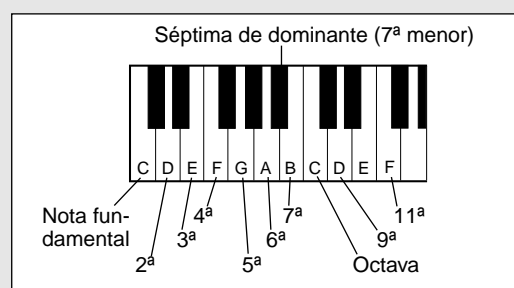 Séptima de dominante (7ª menor)
C D E F G A B C D E F
Nota fun-
damental
2ª
3ª
4ª
5ª
6ª
7ª
Octava
9ª
11ª